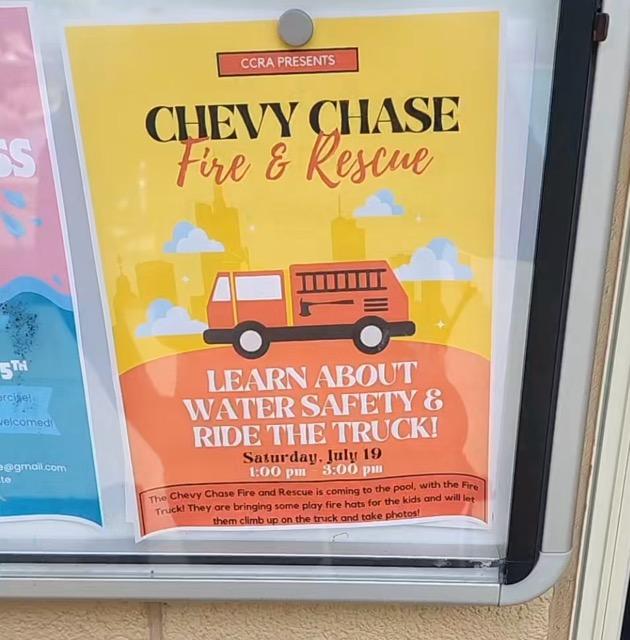 CCRA PRESENTS
CHEVY CHASE
Fire & Rescue
LEARN ABOUT
WATER SAFETY &
RIDE THE TRUCK!
Saturday, July 19
1:00 pm - 3:00 pm
The Chevy Chase Fire and Rescue is coming to the pool, with the Fire
Truck! They are bringing some play fire hats for the kids and will let
them climb up on the truck and take photos!
SS
5TH
welcomed!
@gmail.com